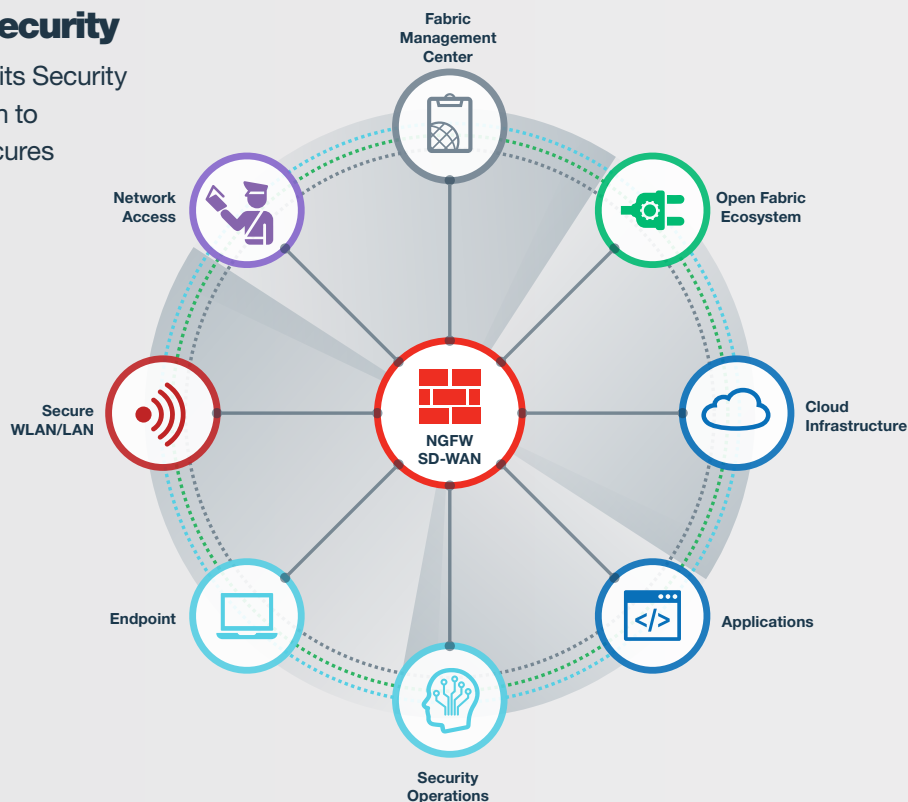 ecurity
its Security
n to
cures
Fabric
Management
Center
Network
Access
Open Fabric
Ecosystem
Secure
WLAN/LAN
NGFW
SD-WAN
Cloud
Infrastructure
Endpoint
</>
Applications
Security
Operations